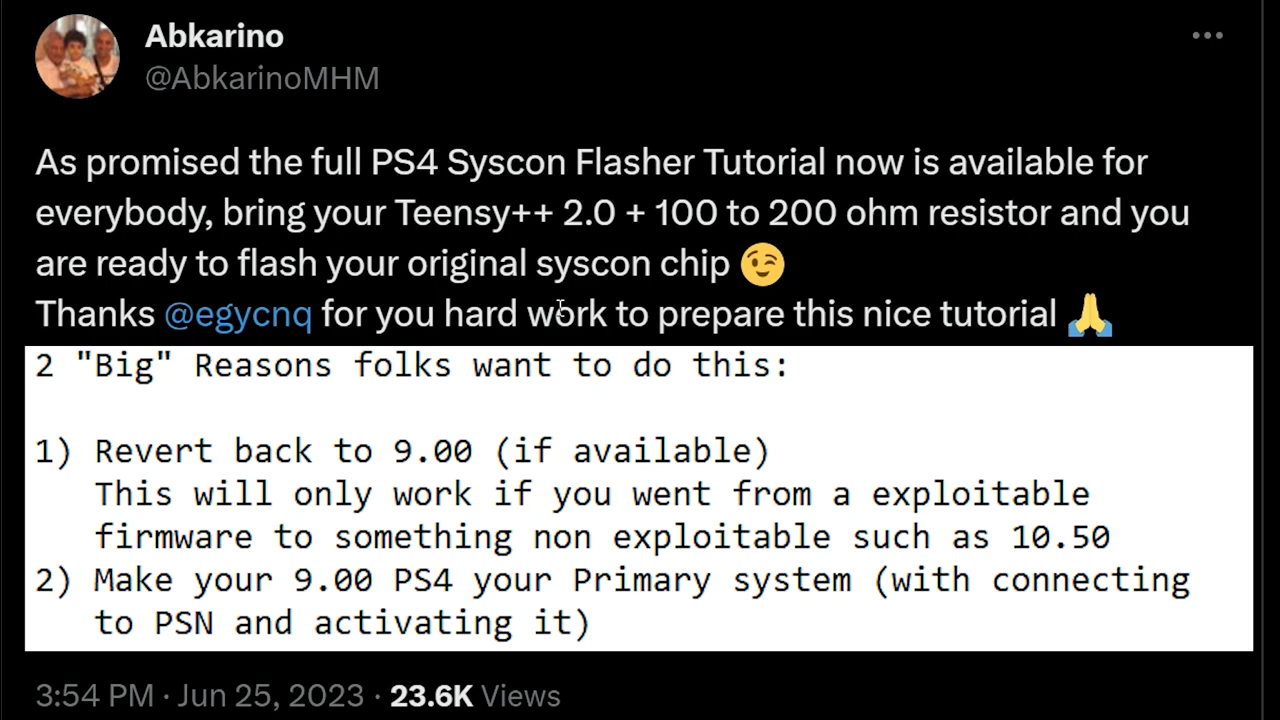 Abkarino
@AbkarinoMHM
As promised the full PS4 Syscon Flasher Tutorial now is available for
everybody, bring your Teensy++ 2.0 + 100 to 200 ohm resistor and you
are ready to flash your original syscon chip 😉
Thanks @egycnq for you hard work to prepare this nice tutorial 🙏
2 "Big" Reasons folks want to do this:
1) Revert back to 9.00 (if available)
This will only work if you went from a exploitable
firmware to something non exploitable such as 10.50
2) Make your 9.00 PS4 your Primary system (with connecting
to PSN and activating it)
3:54 PM · Jun 25, 2023 · 23.6K Views